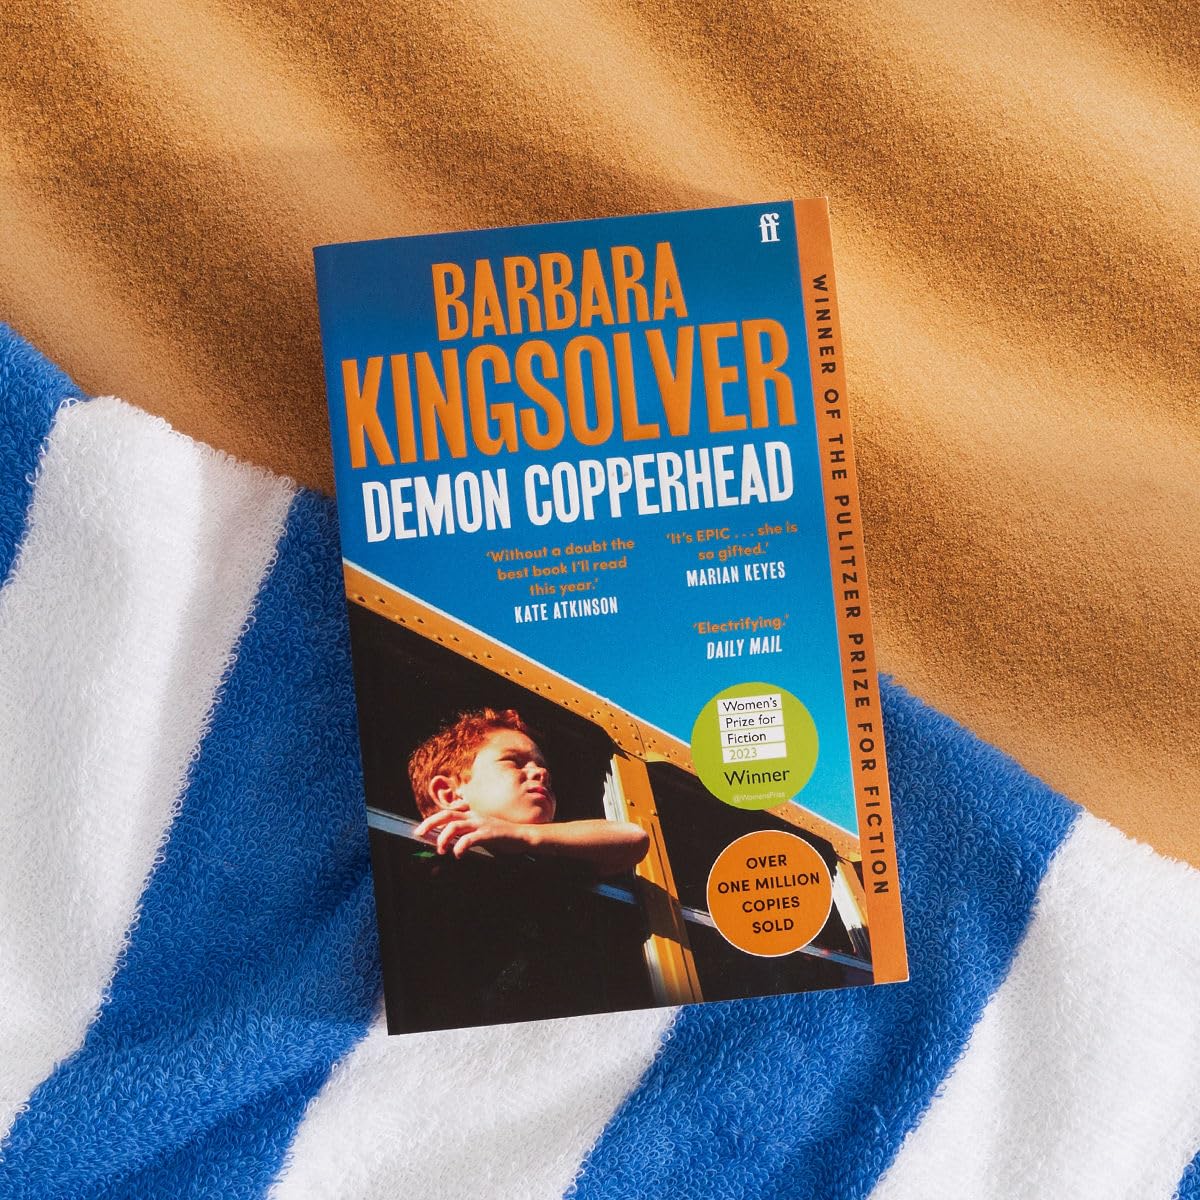 ff
BARBARA
KINGSOLVER
DEMON COPPERHEAD
'Without a doubt the
best book I'll read
this year.'
KATE ATKINSON
'It's EPIC . . . she is
so gifted.'
MARIAN KEYES
'Electrifying.'
DAILY MAIL
Women's
Prize for
Fiction
2023
Winner
@WomensPrize
OVER
ONE MILLION
COPIES
SOLD
WINNER OF THE PULITZER PRIZE FOR FICTION